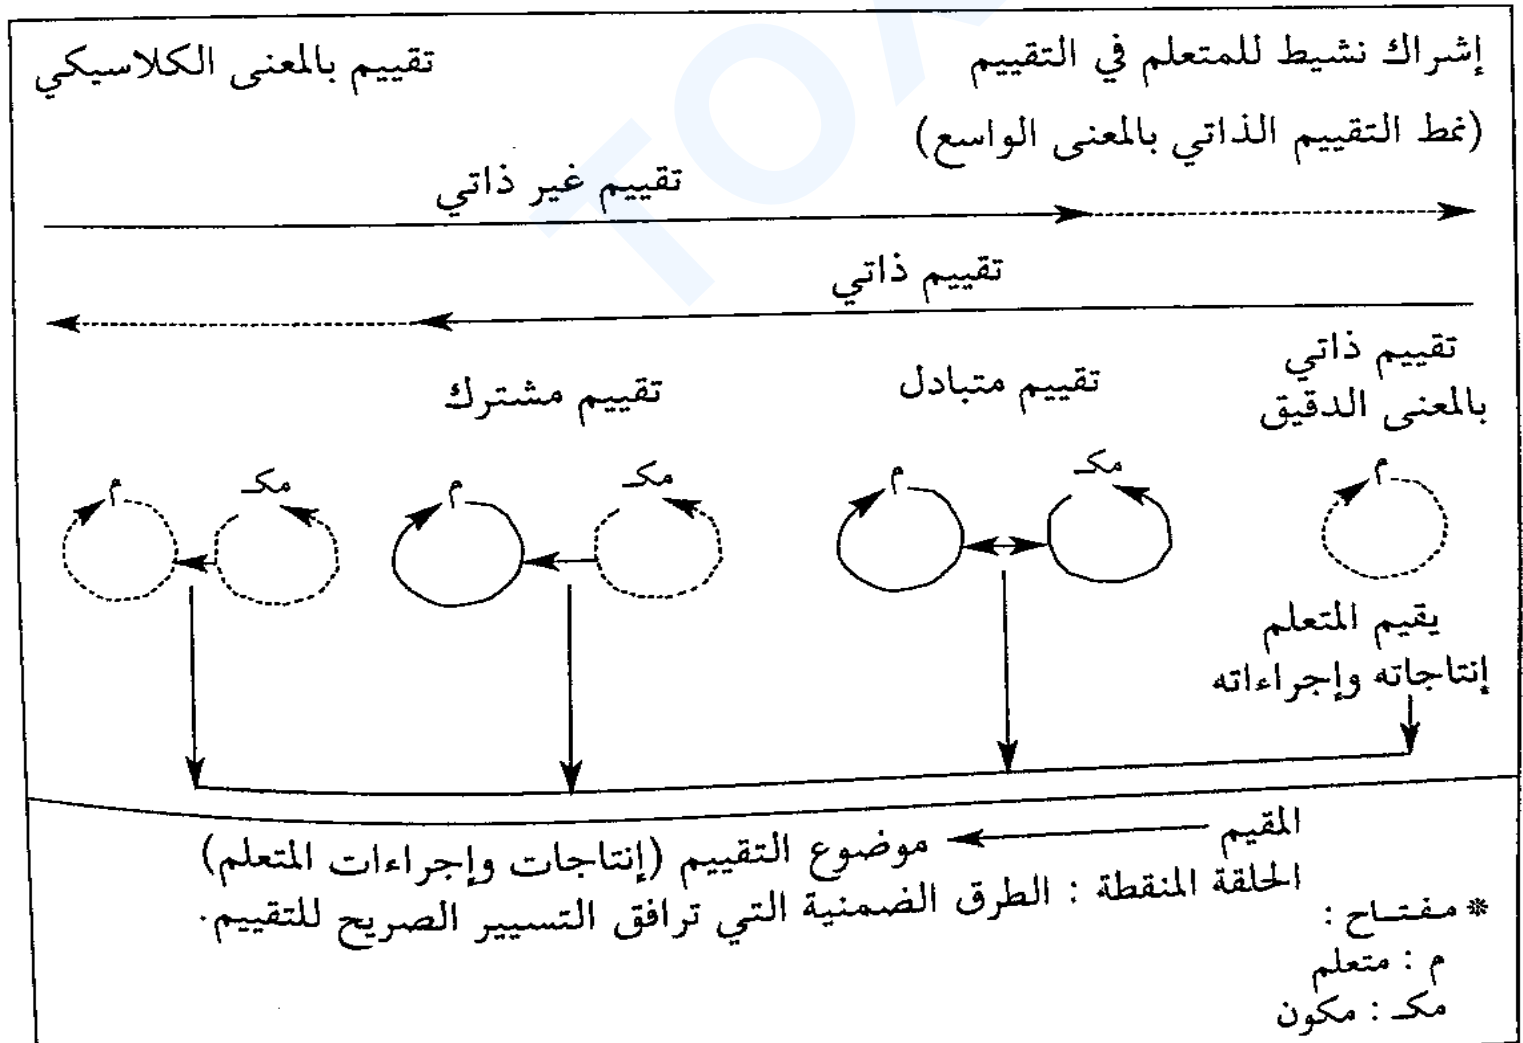 إشراك نشيط للمتعلم في التقييم
تقييم بالمعنى الكلاسيكي
(نمط التقييم الذاتي بالمعنى الواسع)
تقييم غير ذاتي
تقييم ذاتي
تقييم ذاتي
بالمعنى الدقيق
تقييم متبادل
تقييم مشترك
م
مكـ
م
مكـ
م
مكـ
م
يقيم المتعلم
إنتاجاته وإجراءاته
المقيم
موضوع التقييم (إنتاجات وإجراءات المتعلم)
الحلقة المنقطة : الطرق الضمنية التي ترافق التسيير الصريح للتقييم.
* مفتاح :
م : متعلم
مكـ : مكون